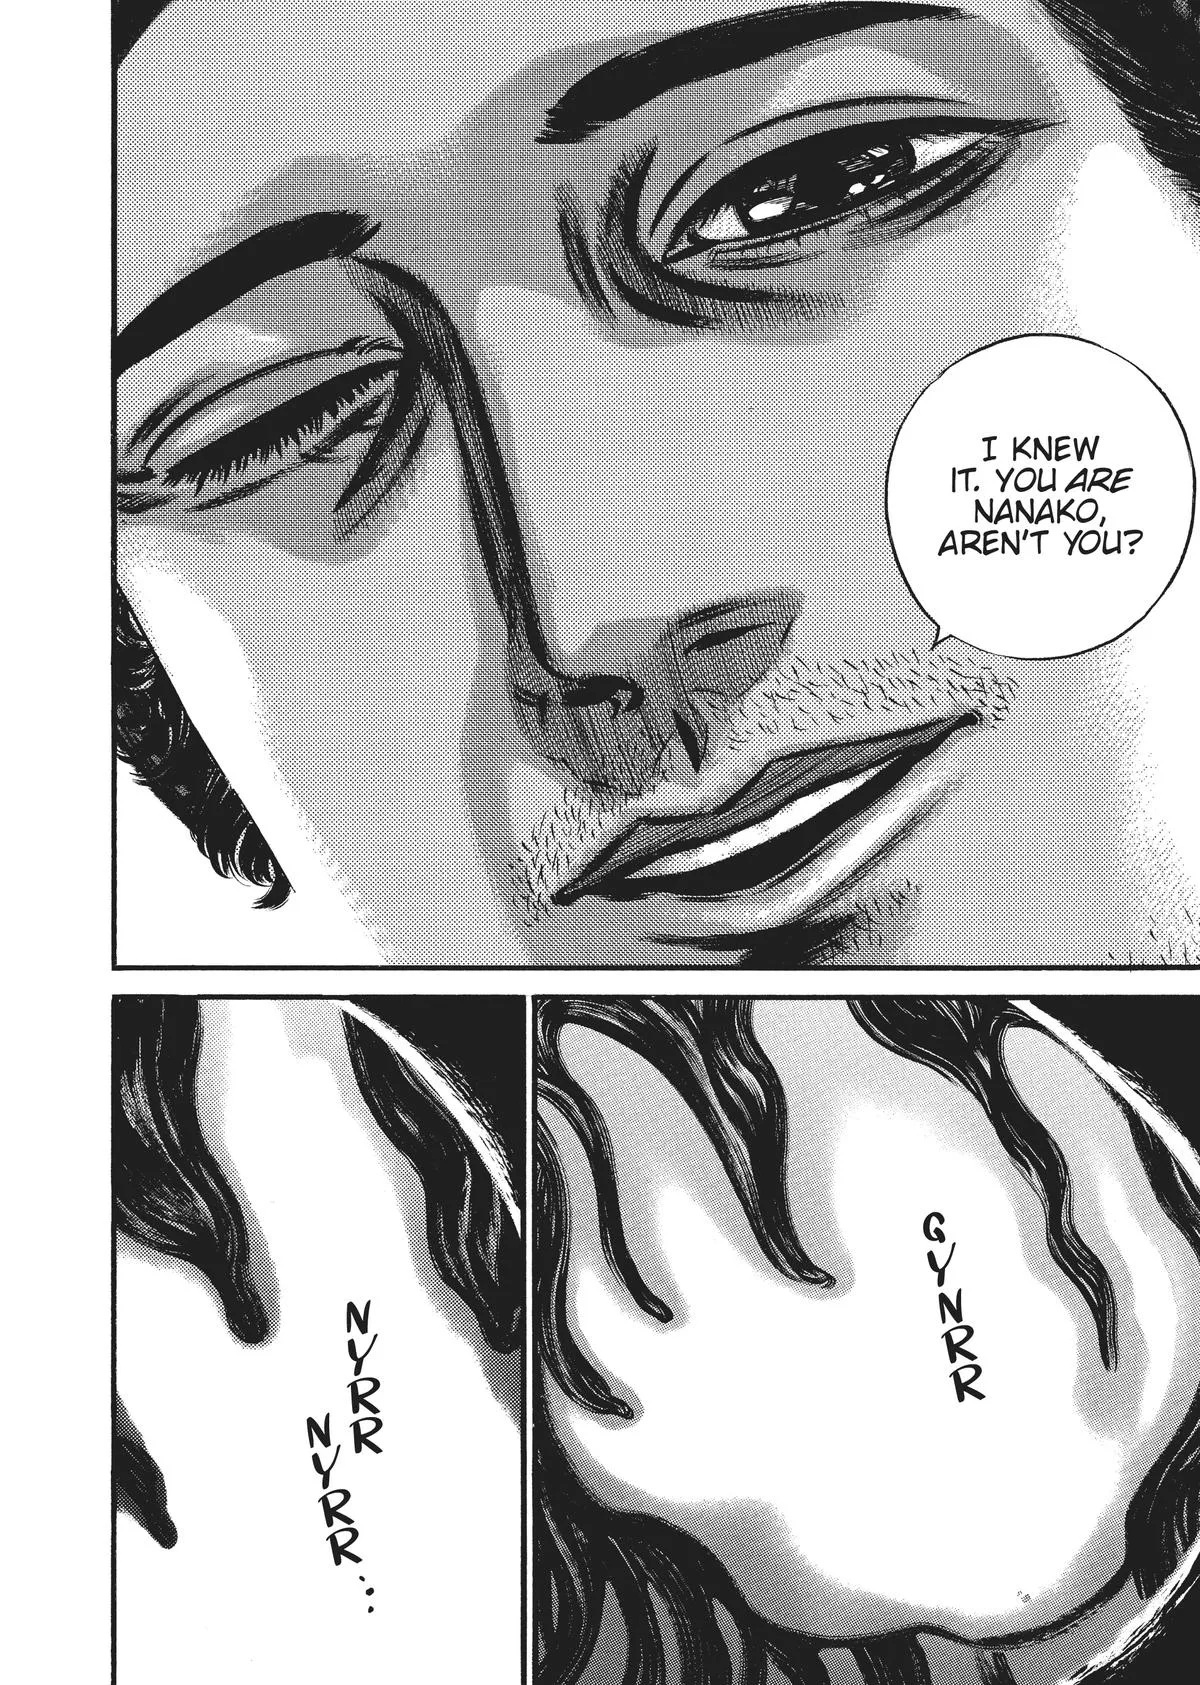 I KNEW
IT. YOU ARE
NANAKO,
AREN'T YOU?
GYNRR
NYRR
NYRR...